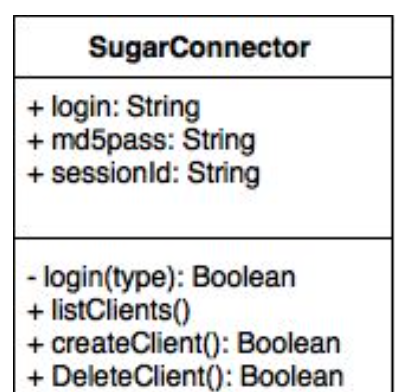 SugarConnector
+ login: String
+ md5pass: String
+ sessionId: String
- login(type): Boolean
+ listClients()
+ createClient(): Boolean
+ DeleteClient(): Boolean